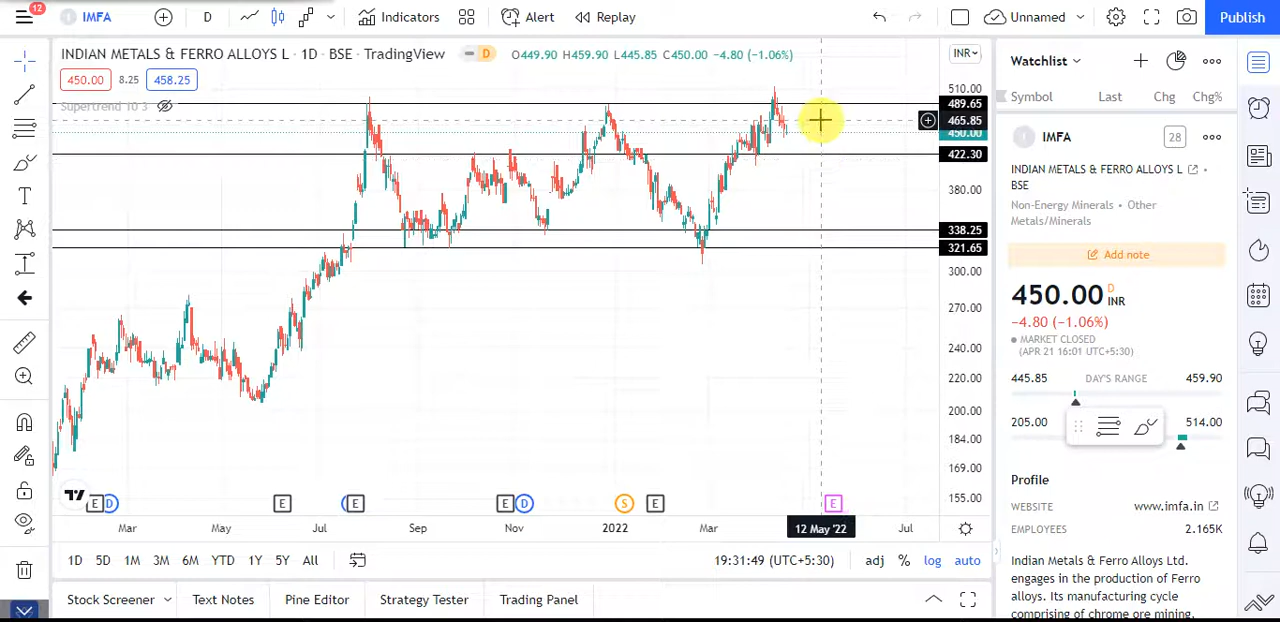 12
IMFA
D
Indicators
Alert
Replay
Unnamed
Publish
INDIAN METALS & FERRO ALLOYS L · 1D · BSE · TradingView
D
O449.90 H459.90 L445.85 C450.00 −4.80 (−1.06%)
INR
450.00
8.25
458.25
Supertrend 10 3
510.00
489.65
465.85
450.00
422.30
380.00
338.25
321.65
300.00
270.00
240.00
220.00
200.00
184.00
169.00
155.00
E
D
E
E
E
D
S
E
E
Mar
May
Jul
Sep
Nov
2022
Mar
12 May '22
Jul
1D
5D
1M
3M
6M
YTD
1Y
5Y
All
19:31:49 (UTC+5:30)
adj
%
log
auto
Stock Screener
Text Notes
Pine Editor
Strategy Tester
Trading Panel
Watchlist
Symbol
Last
Chg
Chg%
IMFA
28
INDIAN METALS & FERRO ALLOYS L ·
BSE
Non-Energy Minerals • Other
Metals/Minerals
Add note
450.00 D INR
−4.80 (−1.06%)
MARKET CLOSED
(APR 21 16:01 UTC+5:30)
445.85 DAY'S RANGE 459.90
205.00
514.00
Profile
WEBSITE www.imfa.in
EMPLOYEES 2.165K
Indian Metals & Ferro Alloys Ltd.
engages in the production of Ferro
alloys. Its manufacturing cycle
comprising of chrome ore mining,